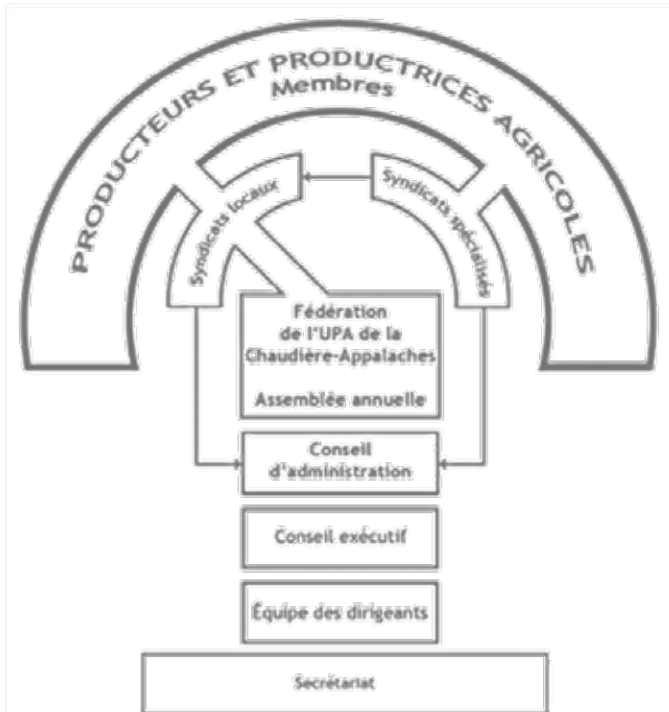 PRODUCTEURS ET PRODUCTRICES AGRICOLES
Membres
Syndicats locaux
Syndicats spécialisés
Fédération
de l'UPA de la
Chaudière-Appalaches
Assemblée annuelle
Conseil
d'administration
Conseil exécutif
Équipe des dirigeants
Secrétariat